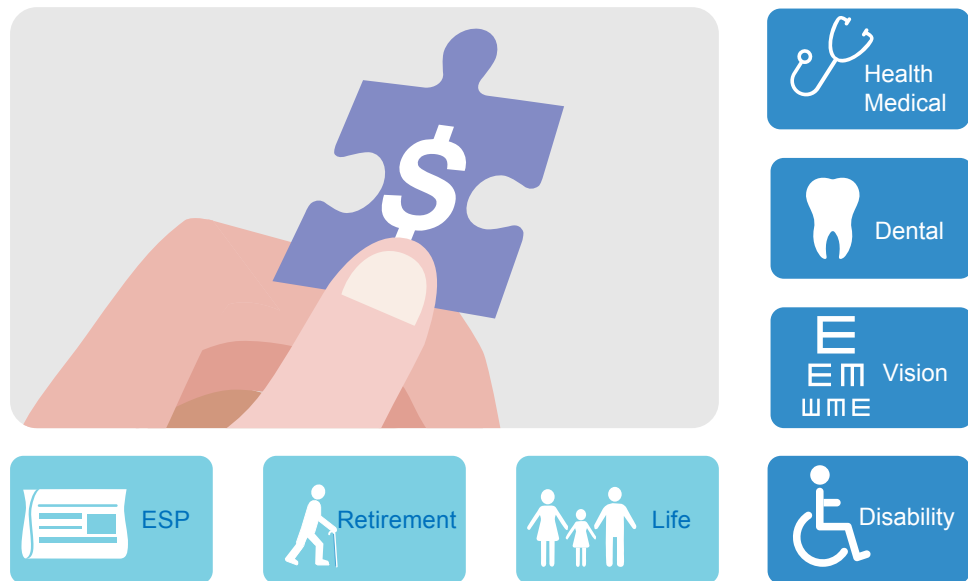 $
Health
Medical
Dental
E
E M
Ш M E
Vision
ESP
Retirement
Life
Disability